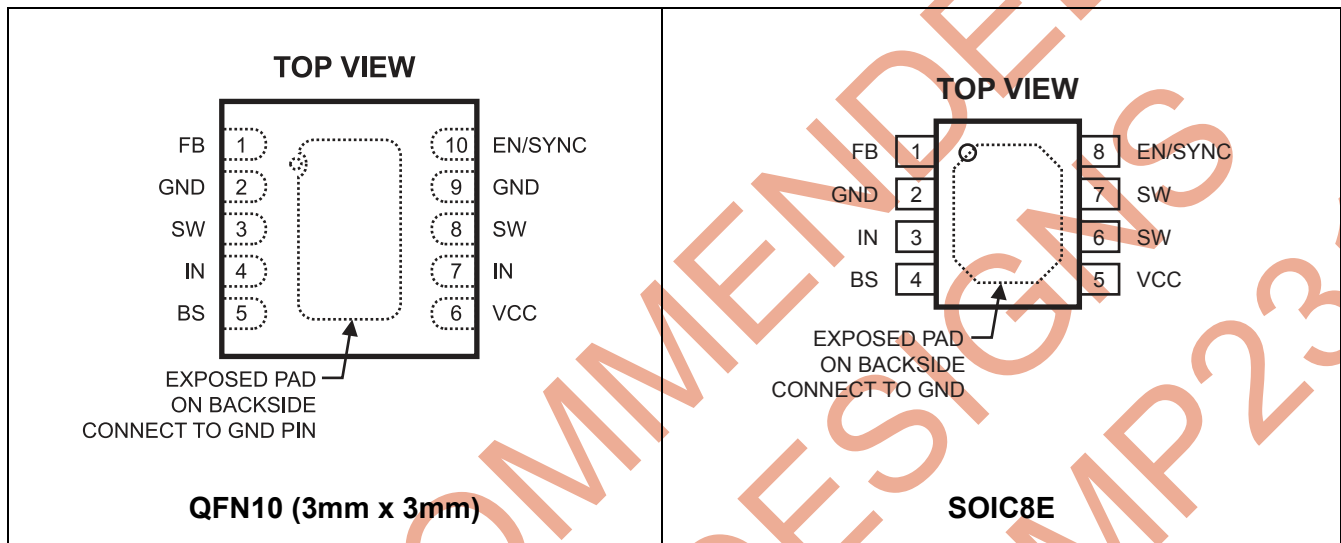 TOP VIEW
FB 1 10 EN/SYNC
GND 2 9 GND
SW 3 8 SW
IN 4 7 IN
BS 5 6 VCC
EXPOSED PAD
ON BACKSIDE
CONNECT TO GND PIN
QFN10 (3mm x 3mm)
TOP VIEW
FB 1 8 EN/SYNC
GND 2 7 SW
IN 3 6 SW
BS 4 5 VCC
EXPOSED PAD
ON BACKSIDE
CONNECT TO GND
SOIC8E
OMMENDE
ESIGNS
MP23